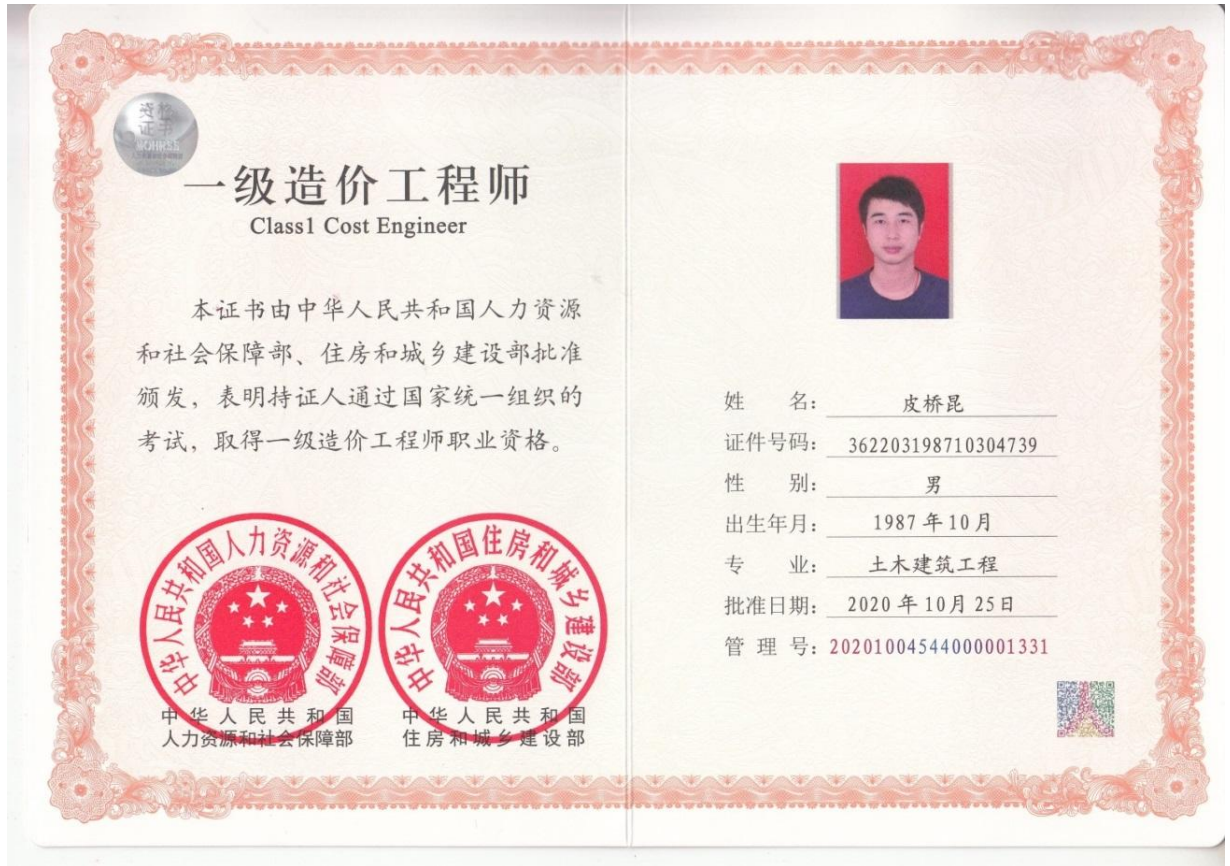 资格
证书
MOHRSS
一级造价工程师
Class1 Cost Engineer
本证书由中华人民共和国人力资源
和社会保障部、住房和城乡建设部批准
颁发，表明持证人通过国家统一组织的
考试，取得一级造价工程师职业资格。
中华人民共和国人力资源和社会保障部
中华人民共和国住房和城乡建设部
中华人民共和国
人力资源和社会保障部
中华人民共和国
住房和城乡建设部
姓 名：皮桥昆
证件号码：362203198710304739
性 别：男
出生年月：1987年10月
专 业：土木建筑工程
批准日期：2020年10月25日
管 理 号：20201004544000001331